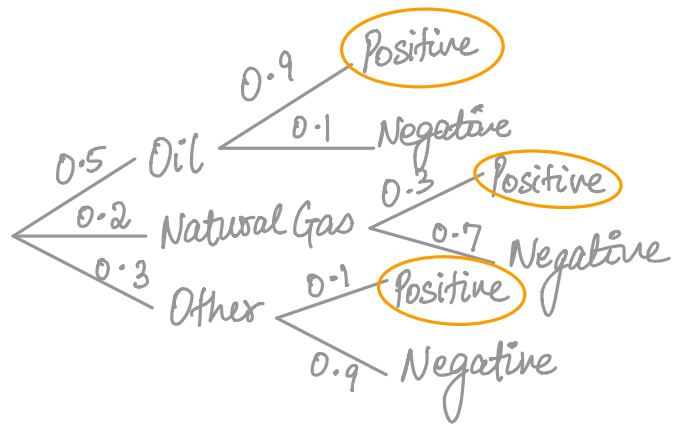 0.9 Positive
0.1 Negative
0.5 Oil
0.3 Positive
0.2 Natural Gas
0.7 Negative
0.3 Other
0.1 Positive
0.9 Negative